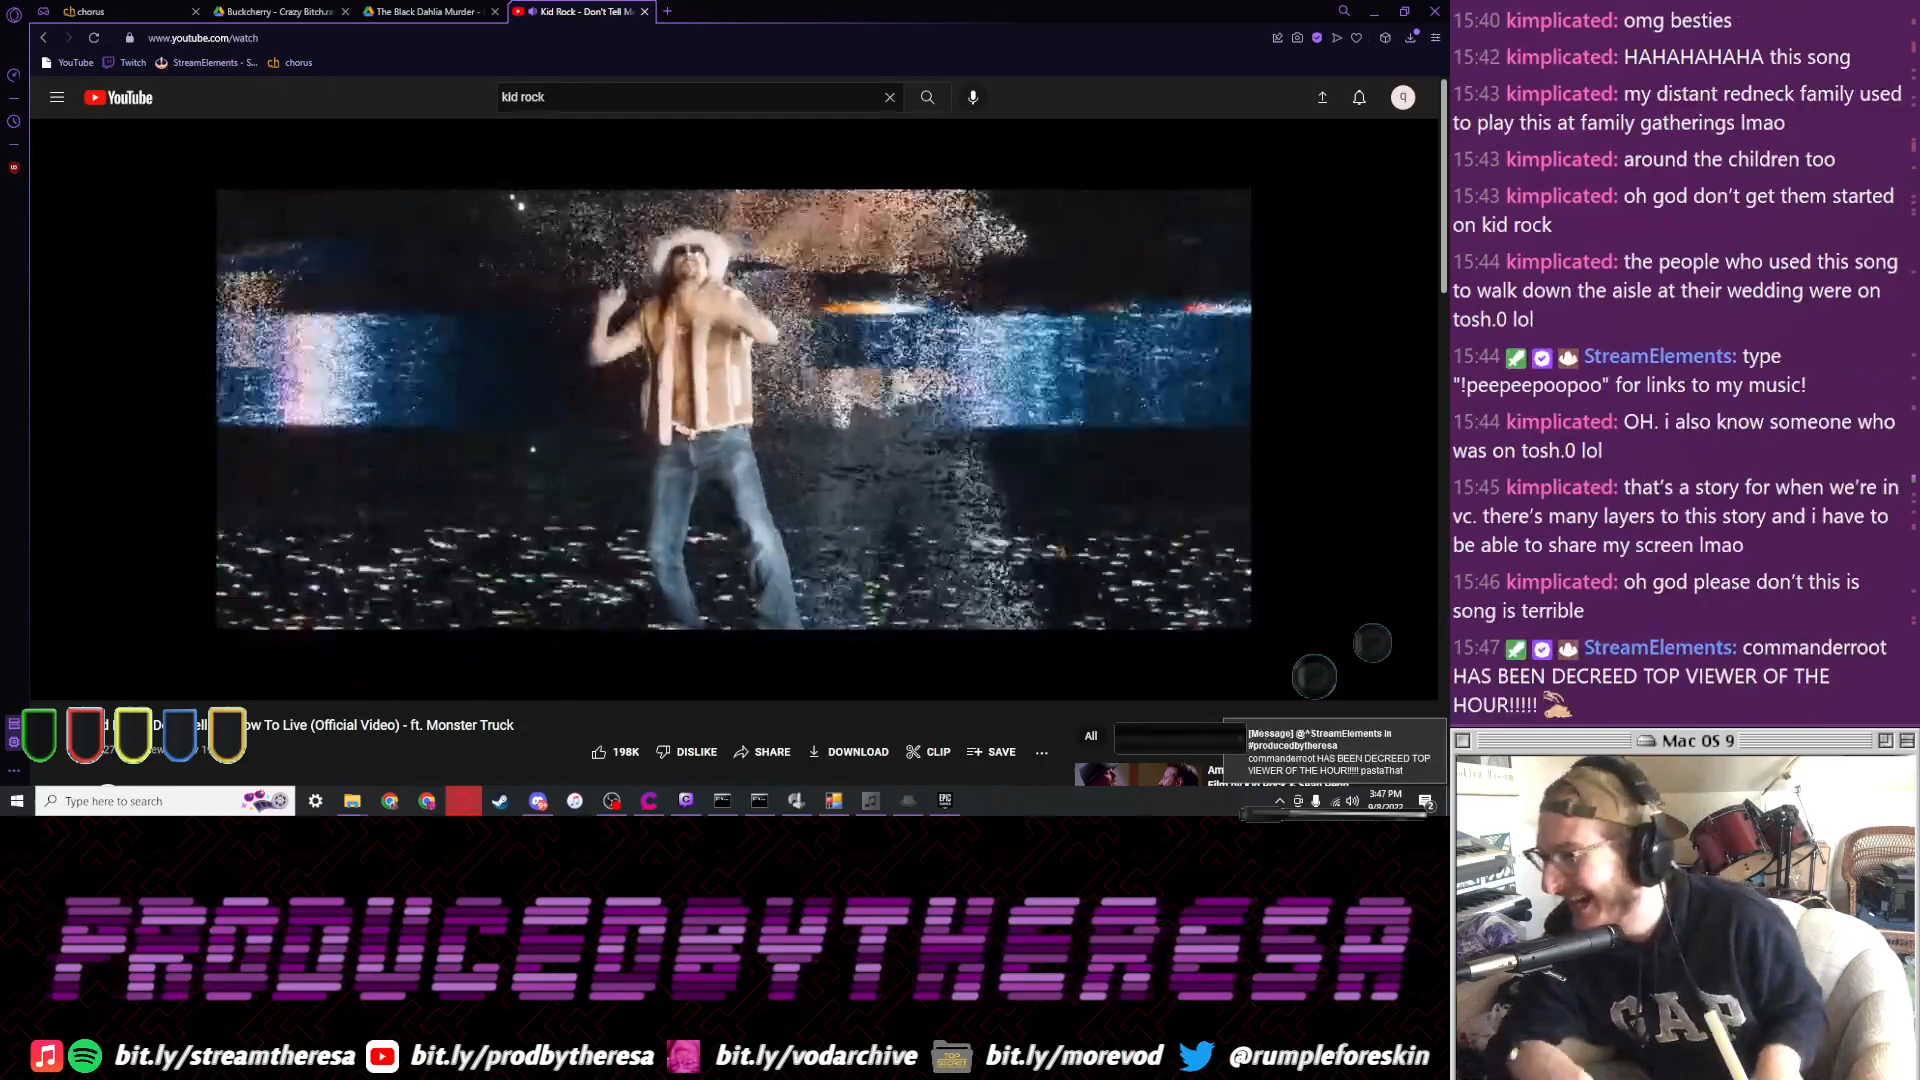 chorus
Buckcherry - Crazy Bitch.ra
The Black Dahlia Murder -
Kid Rock - Don't Tell M
www.youtube.com/watch
YouTube
Twitch
StreamElements - S...
chorus
YouTube
kid rock
q
ow To Live (Official Video) - ft. Monster Truck
198K
DISLIKE
SHARE
DOWNLOAD
CLIP
SAVE
All
[Message] @^StreamElements in
#producedbytheresa
commanderroot HAS BEEN DECREED TOP
VIEWER OF THE HOUR!!!!! pastaThat
Type here to search
3:47 PM
9/8/2022
15:40 kimplicated: omg besties
15:42 kimplicated: HAHAHAHAHA this song
15:43 kimplicated: my distant redneck family used
to play this at family gatherings lmao
15:43 kimplicated: around the children too
15:43 kimplicated: oh god don't get them started
on kid rock
15:44 kimplicated: the people who used this song
to walk down the aisle at their wedding were on
tosh.0 lol
15:44 StreamElements: type
"!peepeepoopoo" for links to my music!
15:44 kimplicated: OH. i also know someone who
was on tosh.0 lol
15:45 kimplicated: that's a story for when we're in
vc. there's many layers to this story and i have to
be able to share my screen lmao
15:46 kimplicated: oh god please don't this is
song is terrible
15:47 StreamElements: commanderroot
HAS BEEN DECREED TOP VIEWER OF THE
HOUR!!!!!
Mac OS 9
GAP
PRODUCEDBYTHERESA
bit.ly/streamtheresa
bit.ly/prodbytheresa
bit.ly/vodarchive
TOP SECRET
bit.ly/morevod
@rumpleforeskin